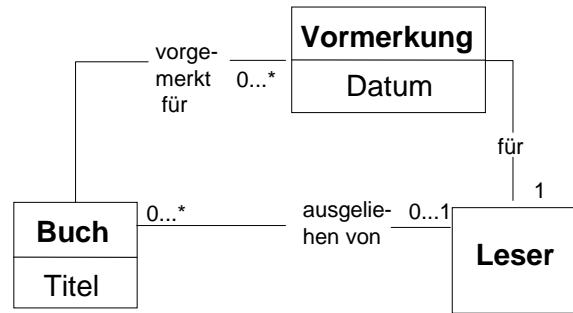 Vormerkung
Datum
vorge-
merkt
für
0...*
für
1
0...*
ausgelie-
hen von
0...1
Buch
Titel
Leser